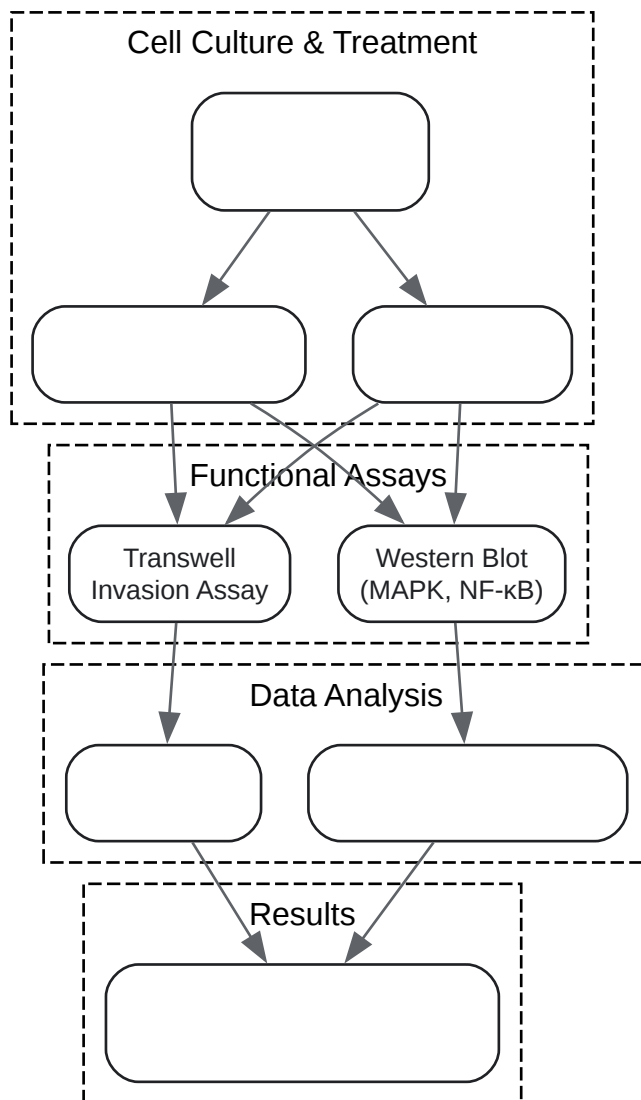 Cell Culture & Treatment
Functional Assays
Transwell
Invasion Assay
Western Blot
(MAPK, NF-κB)
Data Analysis
Results